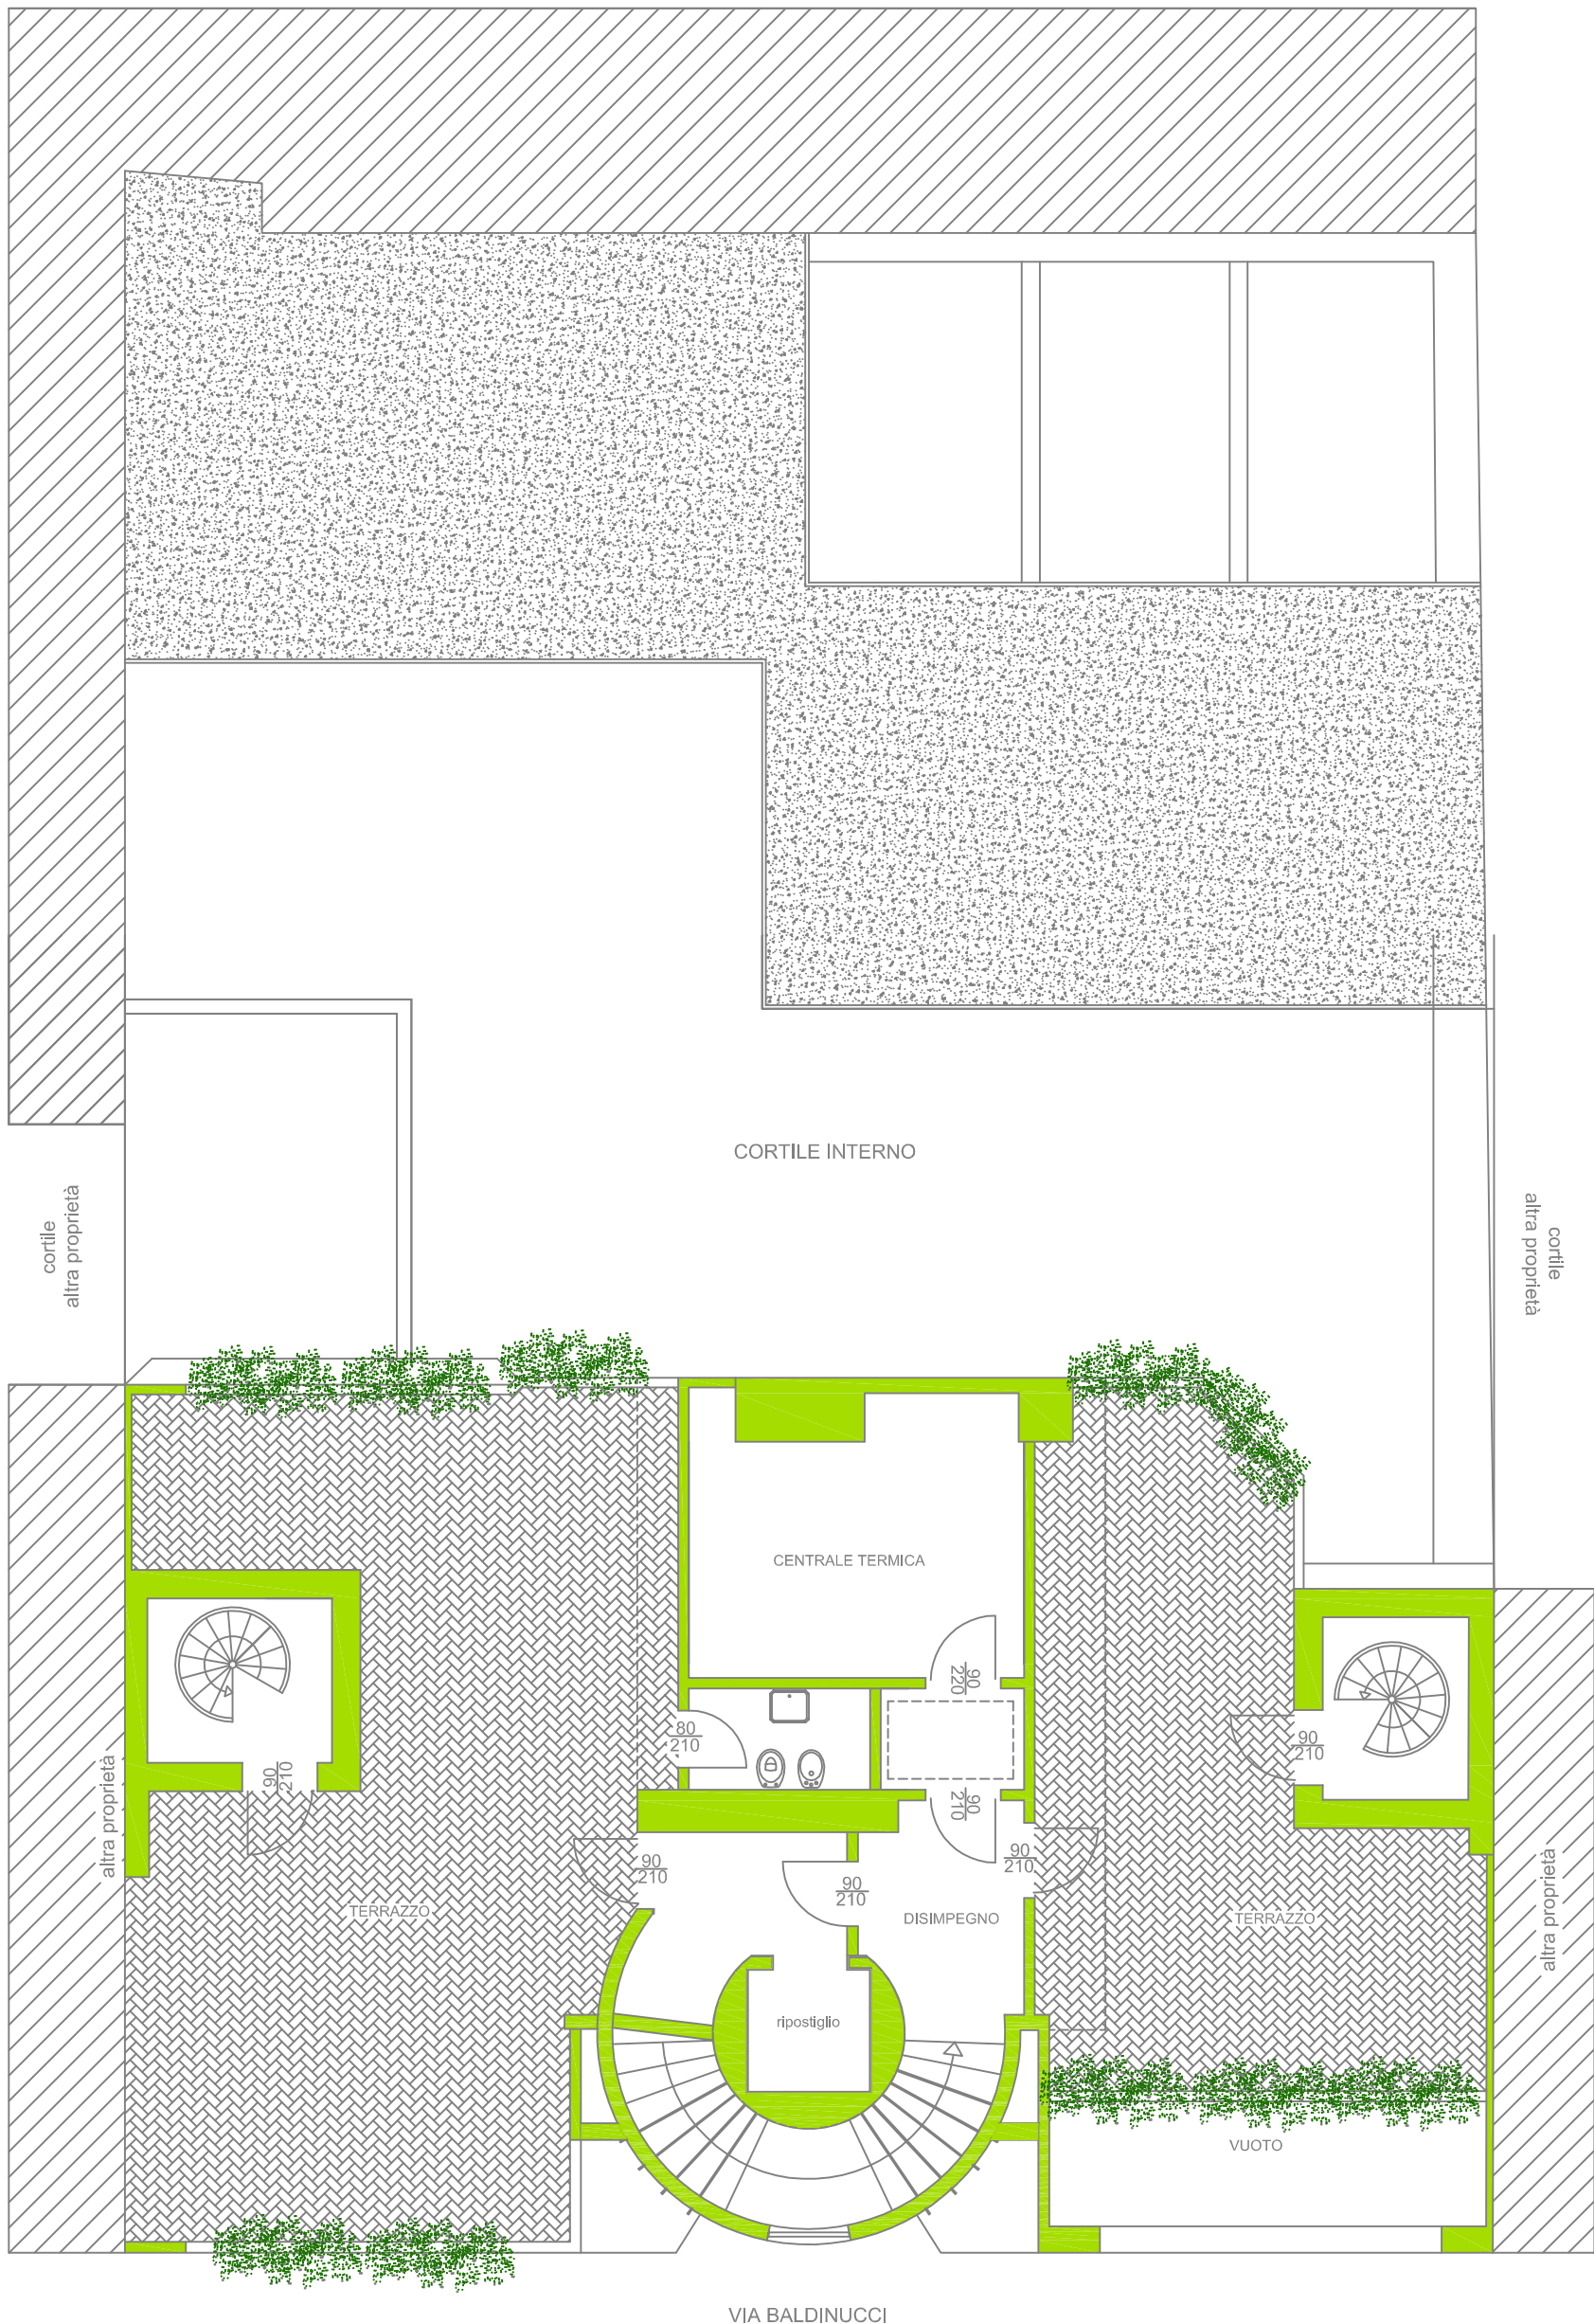 CORTILE INTERNO
cortile
altra proprietà
cortile
altra proprietà
CENTRALE TERMICA
90
220
80
210
90
210
90
210
90
210
altra proprietà
90
210
90
210
90
210
TERRAZZO
DISIMPEGNO
TERRAZZO
altra proprietà
ripostiglio
VUOTO
VIA BALDINUCCI